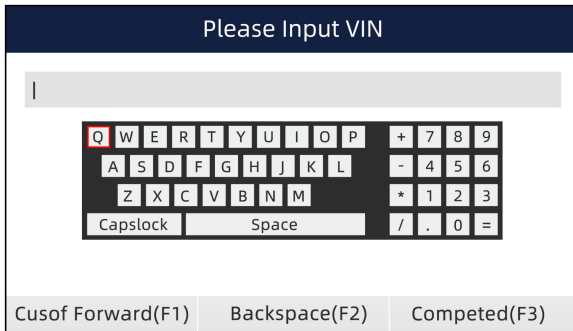 Please Input VIN
|
Q W E R T Y U I O P + 7 8 9
A S D F G H J K L - 4 5 6
Z X C V B N M * 1 2 3
Capslock Space / . 0 =
Cusof Forward(F1) Backspace(F2) Competed(F3)